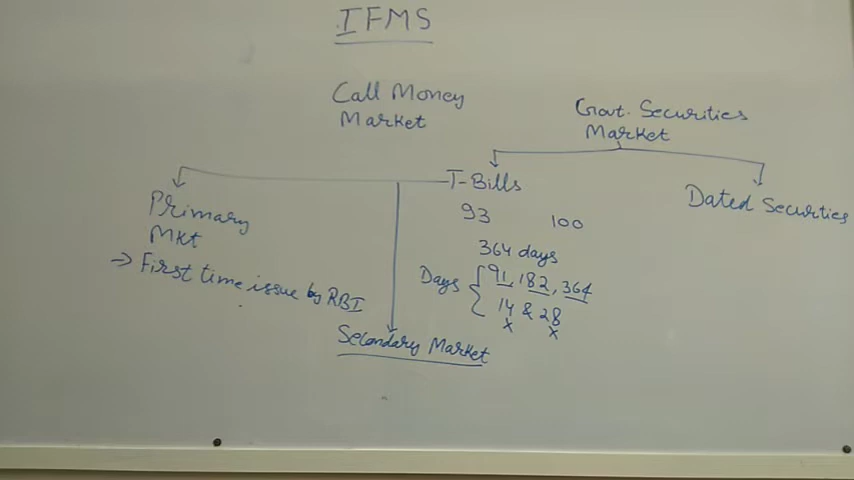 IFMS
Call Money
Market
Govt. Securities
Market
T-Bills
Dated Securties
93 100
364 days
Days { 91, 182, 364
14 & 28
x x
Primary
MKt
→ First time issue by RBI
Secondary Market